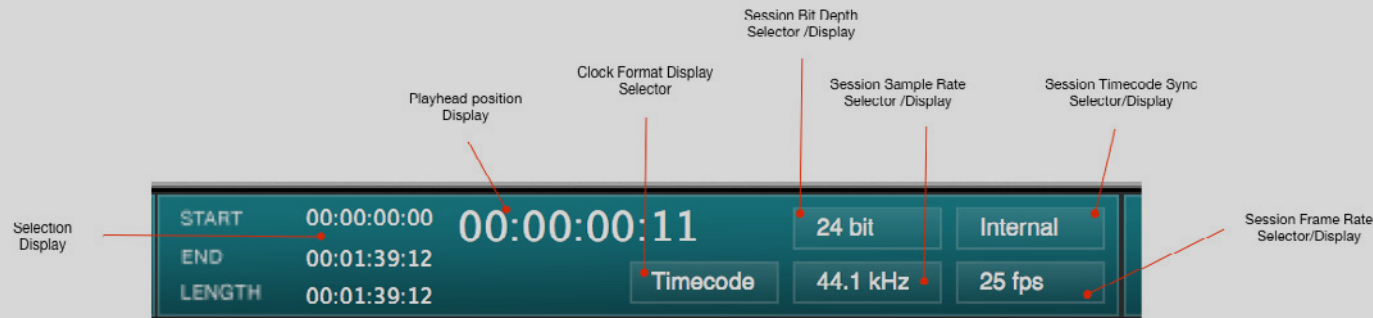 Session Bit Depth
Selector /Display
Clock Format Display
Selector
Session Sample Rate
Selector /Display
Session Timecode Sync
Selector/Display
Playhead position
Display
Selection
Display
Session Frame Rate
Selector/Display
START 00:00:00:00 00:00:00:11 24 bit Internal
END 00:01:39:12
LENGTH 00:01:39:12 Timecode 44.1 kHz 25 fps